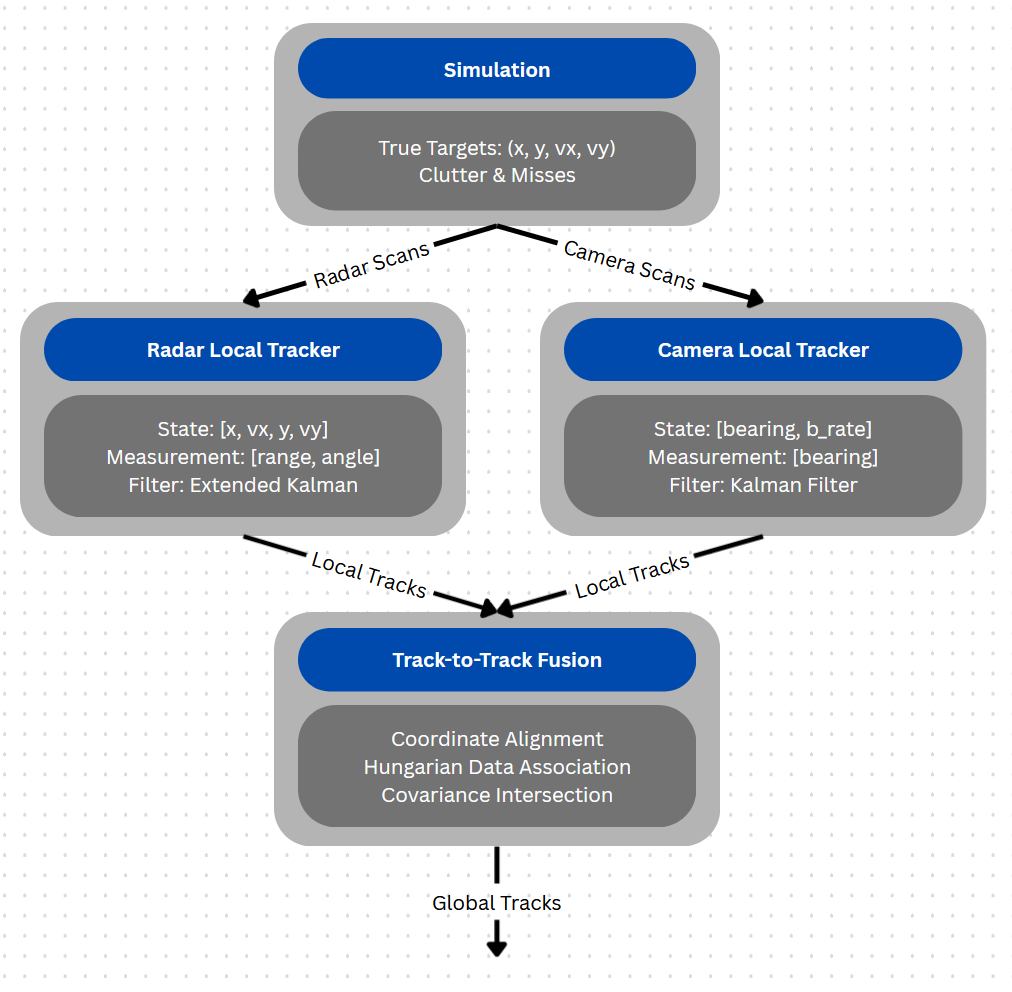 Simulation
True Targets: (x, y, vx, vy)
Clutter & Misses
Radar Scans
Camera Scans
Radar Local Tracker
State: [x, vx, y, vy]
Measurement: [range, angle]
Filter: Extended Kalman
Camera Local Tracker
State: [bearing, b_rate]
Measurement: [bearing]
Filter: Kalman Filter
Local Tracks
Local Tracks
Track-to-Track Fusion
Coordinate Alignment
Hungarian Data Association
Covariance Intersection
Global Tracks